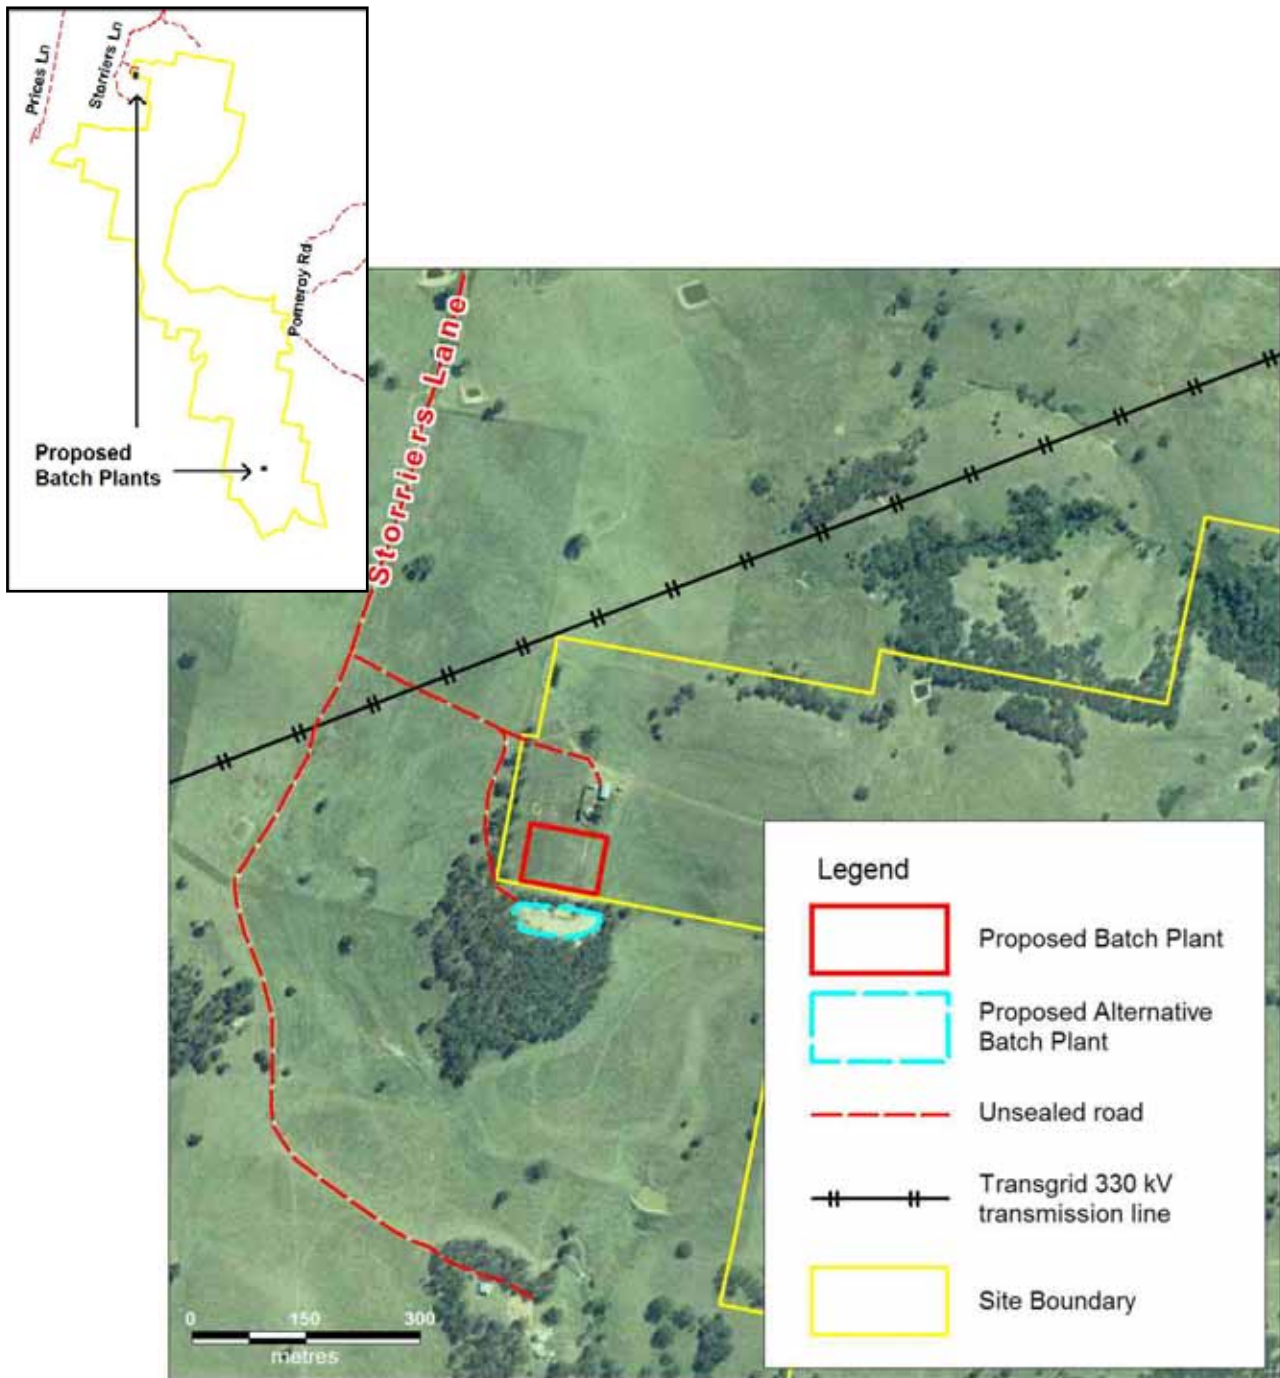 Prices Ln
Storriers Ln
Pomeroy Rd
Proposed
Batch Plants
Storriers Lane
Legend
Proposed Batch Plant
Proposed Alternative
Batch Plant
Unsealed road
Transgrid 330 kV
transmission line
Site Boundary
0 150 300
metres